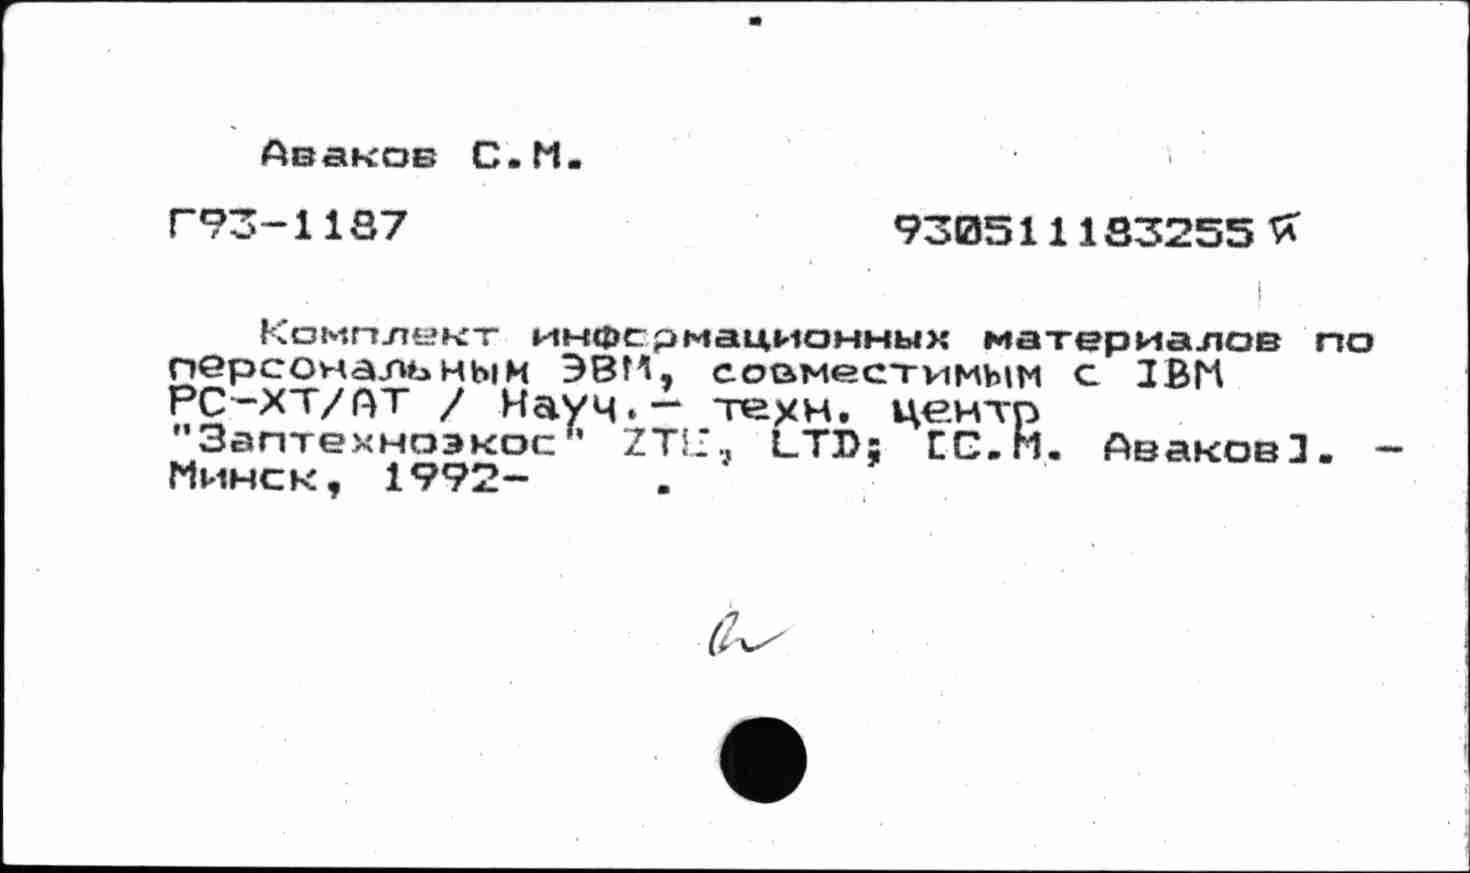 Аваков С.М.
Г93-1187 930511183255
Комплект информационных материалов по
персональным ЭВМ, совместимым с IBM
PC-XT/AT / Науч.- техн. центр
"Заптехноэкос" ZTE, LTD; [С.М. Аваков]. -
Минск, 1992- .